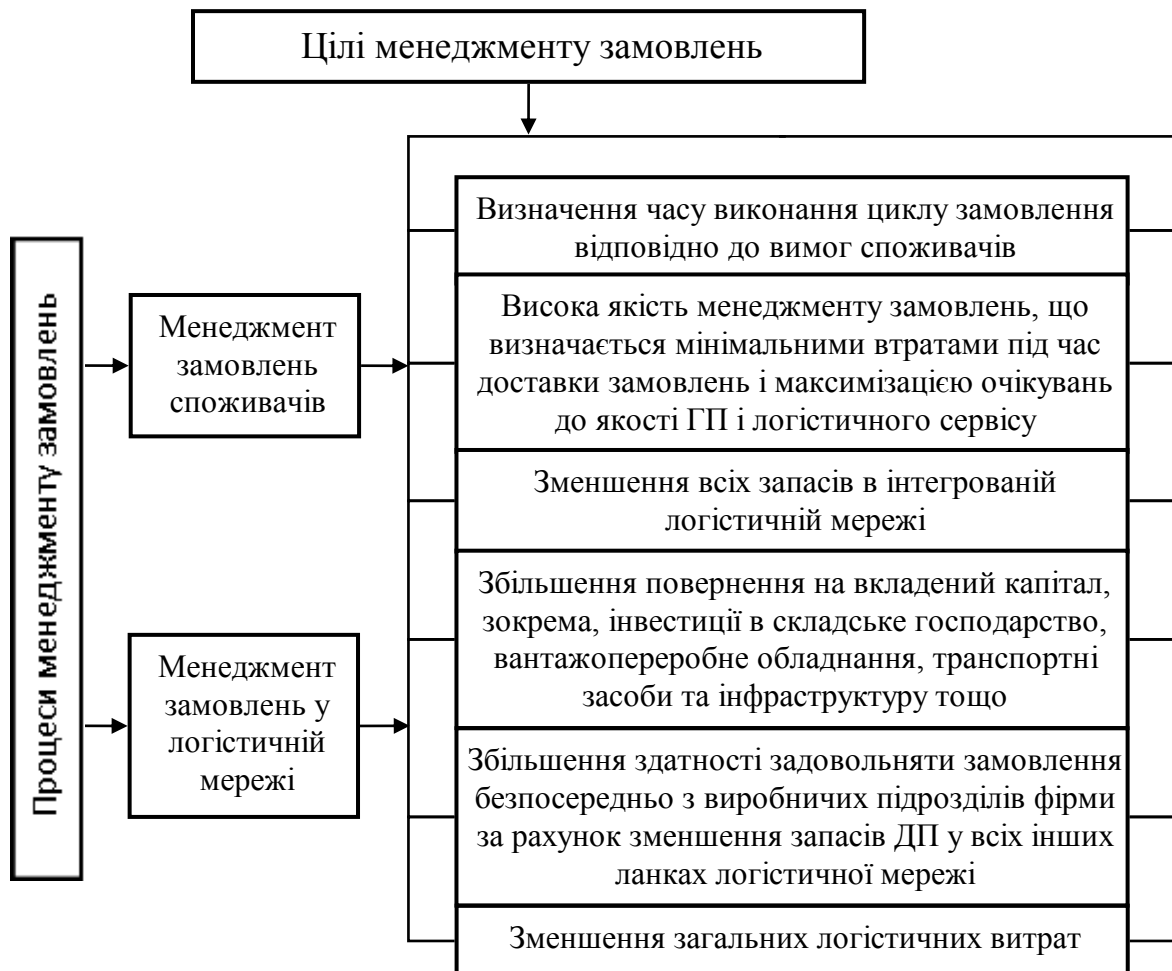 Цілі менеджменту замовлень
Процеси менеджменту замовлень
Менеджмент
замовлень
споживачів
Менеджмент
замовлень у
логістичній
мережі
Визначення часу виконання циклу замовлення
відповідно до вимог споживачів
Висока якість менеджменту замовлень, що
визначається мінімальними втратами під час
доставки замовлень і максимізацією очікувань
до якості ГП і логістичного сервісу
Зменшення всіх запасів в інтегрованій
логістичній мережі
Збільшення повернення на вкладений капітал,
зокрема, інвестиції в складське господарство,
вантажопереробне обладнання, транспортні
засоби та інфраструктуру тощо
Збільшення здатності задовольняти замовлення
безпосередньо з виробничих підрозділів фірми
за рахунок зменшення запасів ДП у всіх інших
ланках логістичної мережі
Зменшення загальних логістичних витрат